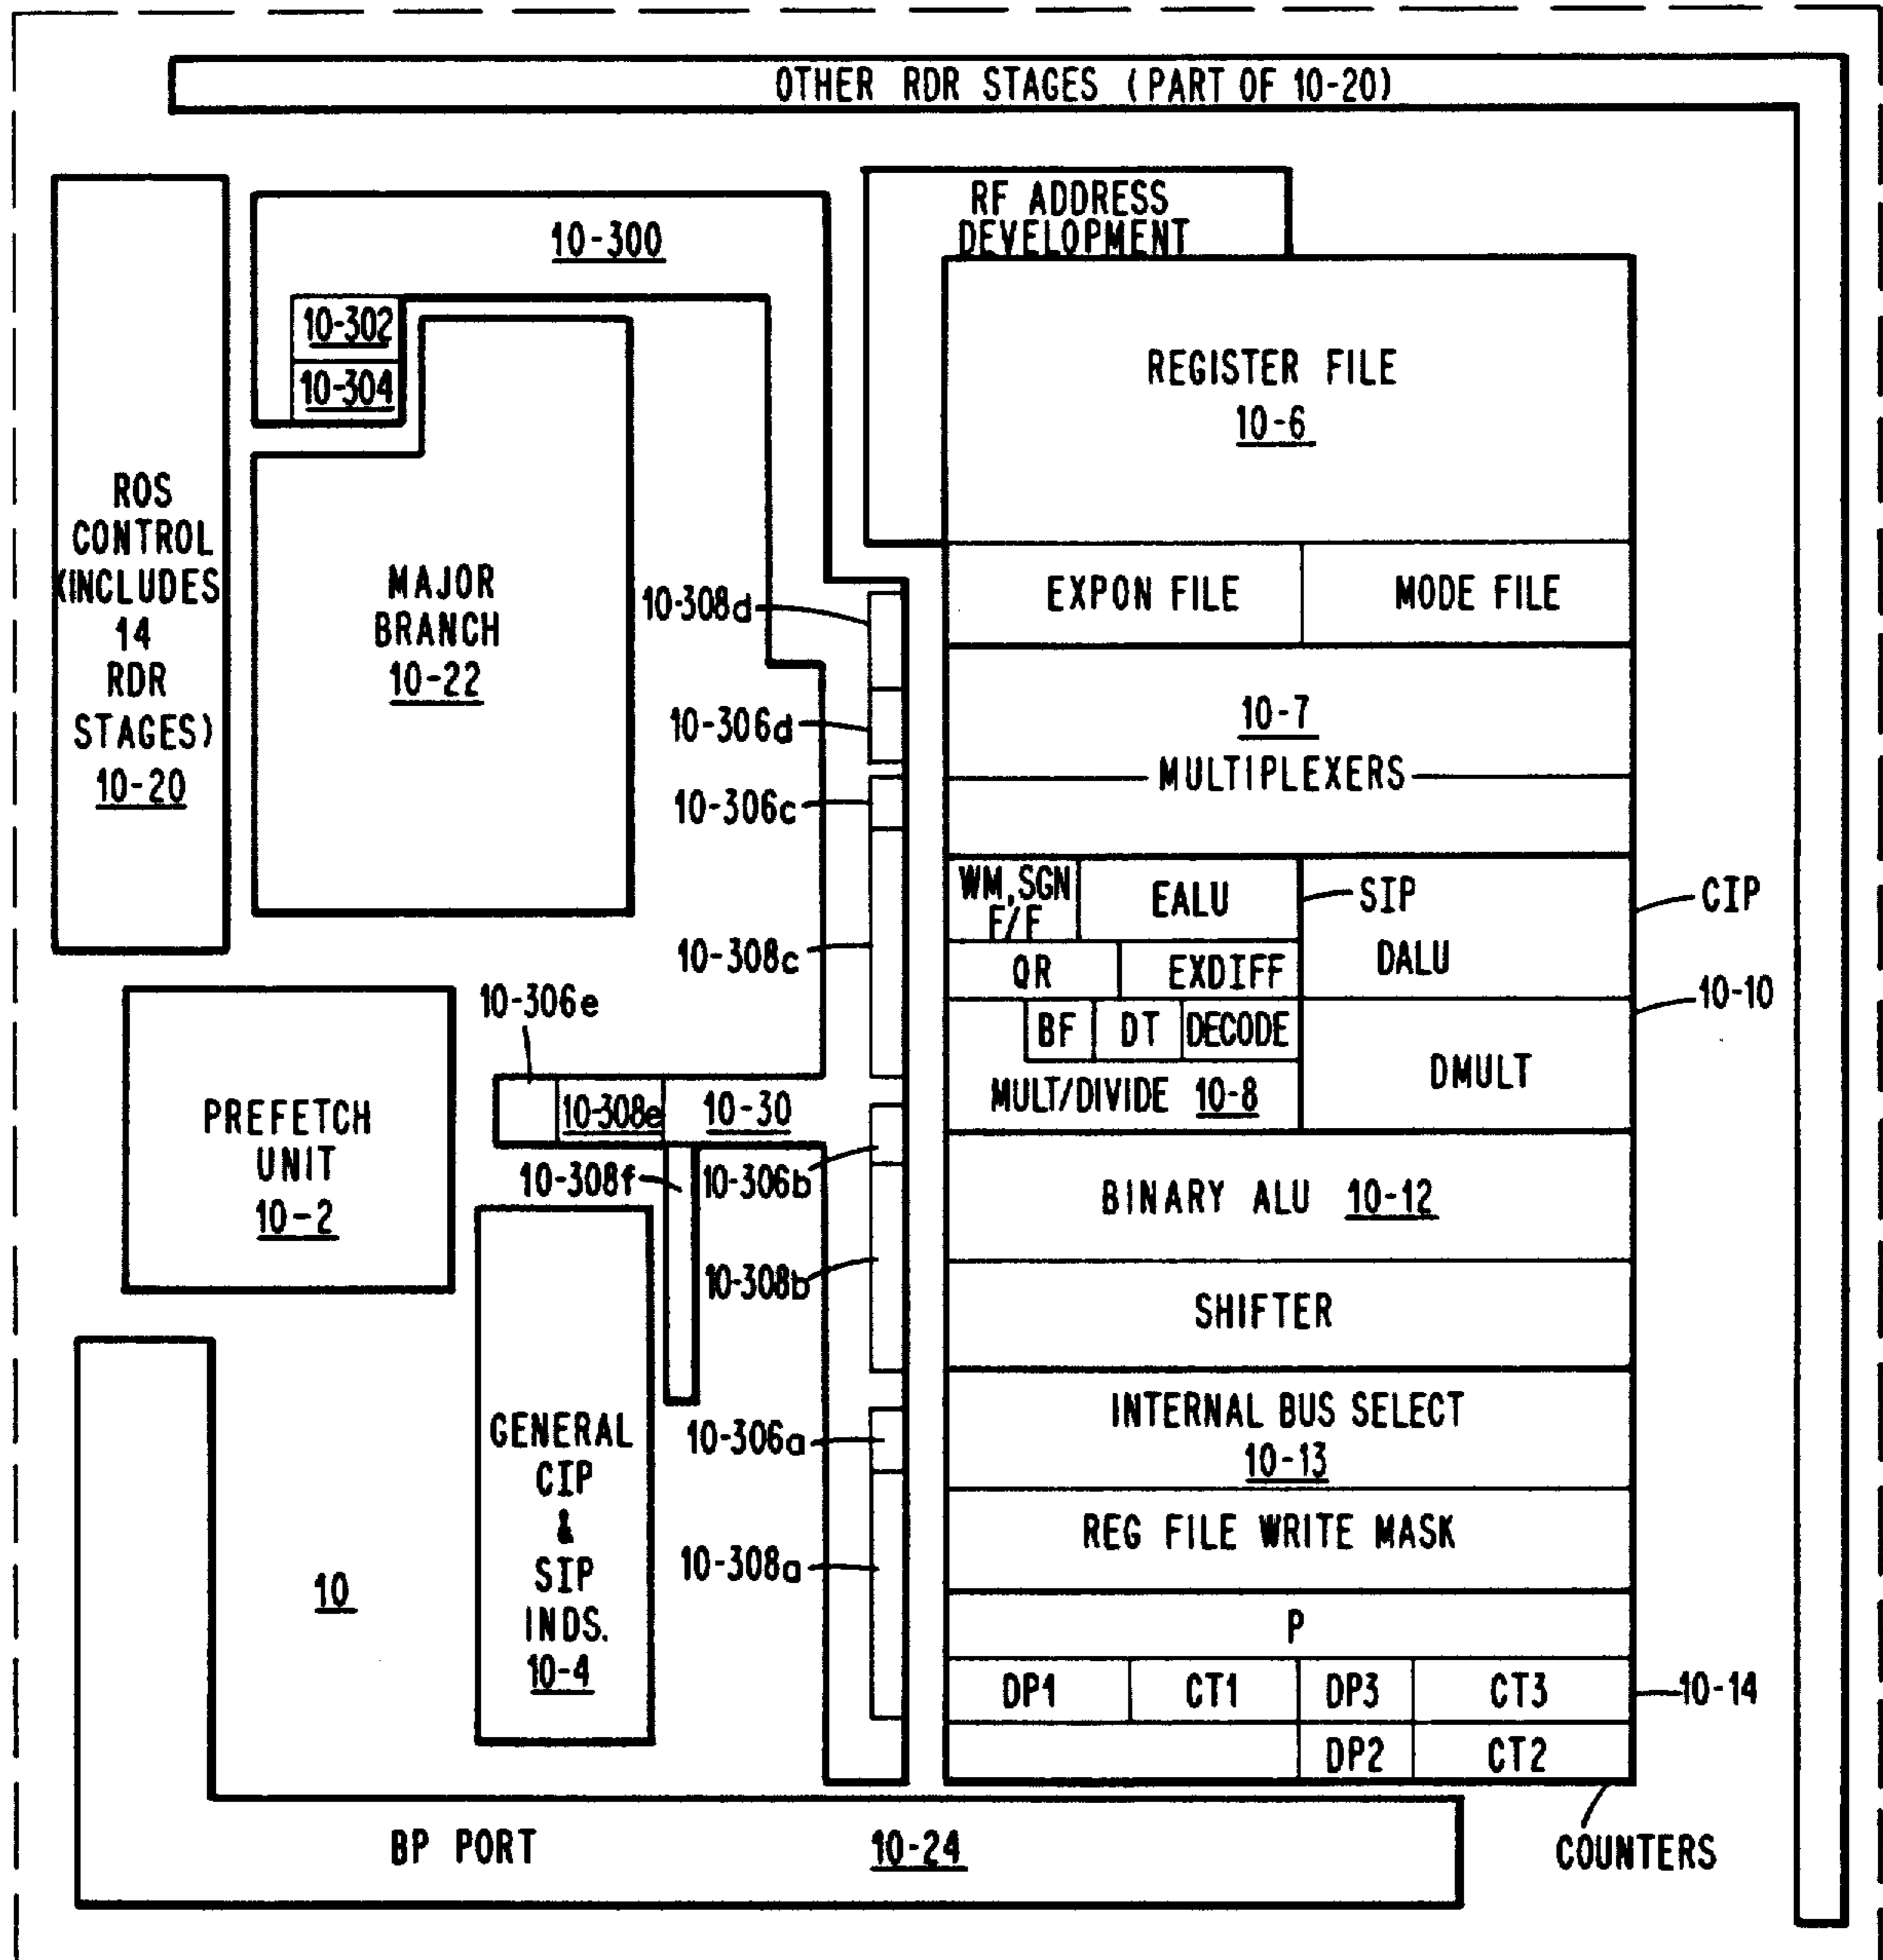 OTHER RDR STAGES (PART OF 10-20)
RF ADDRESS
DEVELOPMENT
10-300
10-302
10-304
REGISTER FILE
10-6
ROS
CONTROL
(INCLUDES
14
RDR
STAGES)
10-20
MAJOR
BRANCH
10-22
10-308d
10-306d
10-306c
10-308c
EXPON FILE
MODE FILE
10-7
MULTIPLEXERS
WM,SGN
F/F
EALU
SIP
CIP
DALU
QR
EXDIFF
10-10
BF
DT
DECODE
DMULT
MULT/DIVIDE 10-8
10-306e
10-308e
10-30
10-308f
10-306b
10-308b
PREFETCH
UNIT
10-2
BINARY ALU 10-12
SHIFTER
GENERAL
CIP
&
SIP
INDS.
10-4
10-306a
10-308a
INTERNAL BUS SELECT
10-13
REG FILE WRITE MASK
10
P
DP1
CT1
DP3
CT3
10-14
DP2
CT2
BP PORT
10-24
COUNTERS